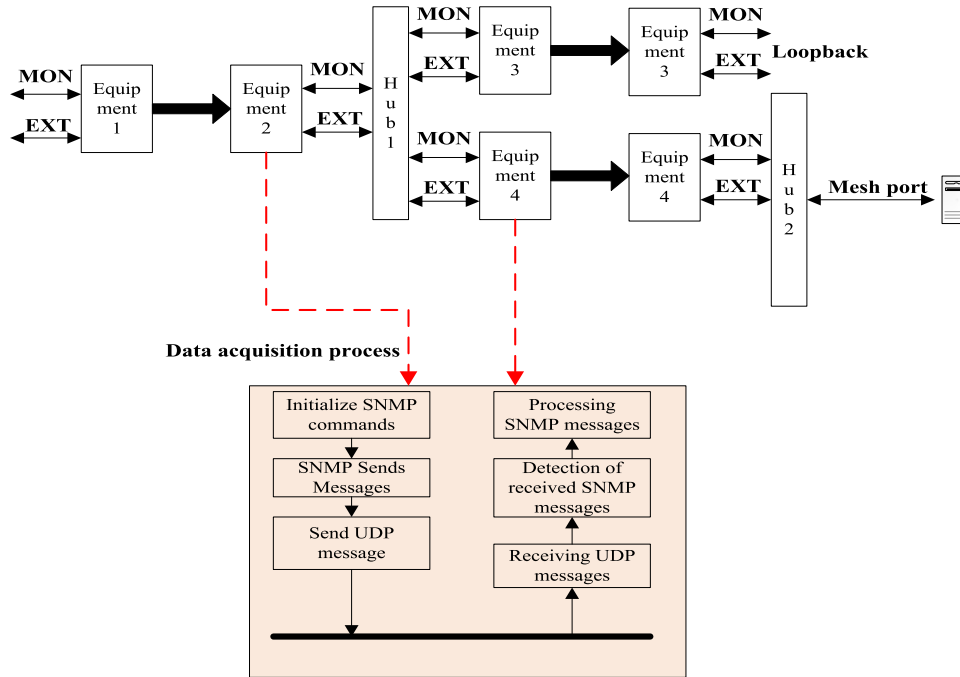 MON
EXT
Equip
ment
1
Equip
ment
2
MON
EXT
H
u
b
1
MON
EXT
Equip
ment
3
Equip
ment
3
MON
EXT
Loopback
MON
EXT
Equip
ment
4
Equip
ment
4
MON
EXT
H
u
b
2
Mesh port
Data acquisition process
Initialize SNMP
commands
SNMP Sends
Messages
Send UDP
message
Processing
SNMP messages
Detection of
received SNMP
messages
Receiving UDP
messages